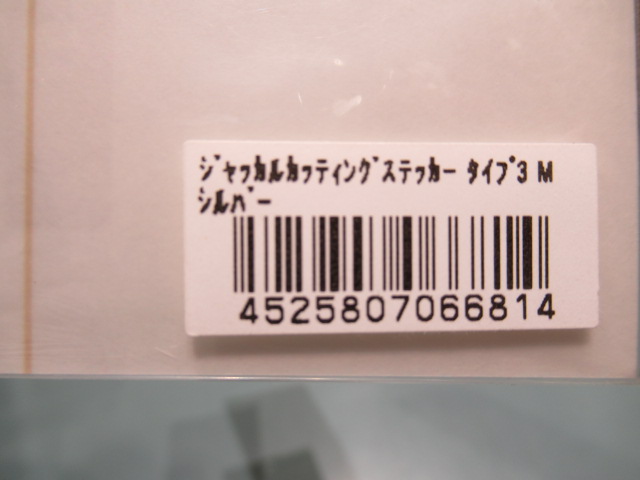 ｼﾞｬｯｶﾙｶｯﾃｨﾝｸﾞｽﾃｯｶｰ ﾀｲﾌﾟ3 M
ｼﾙﾊﾞｰ
4525807066814